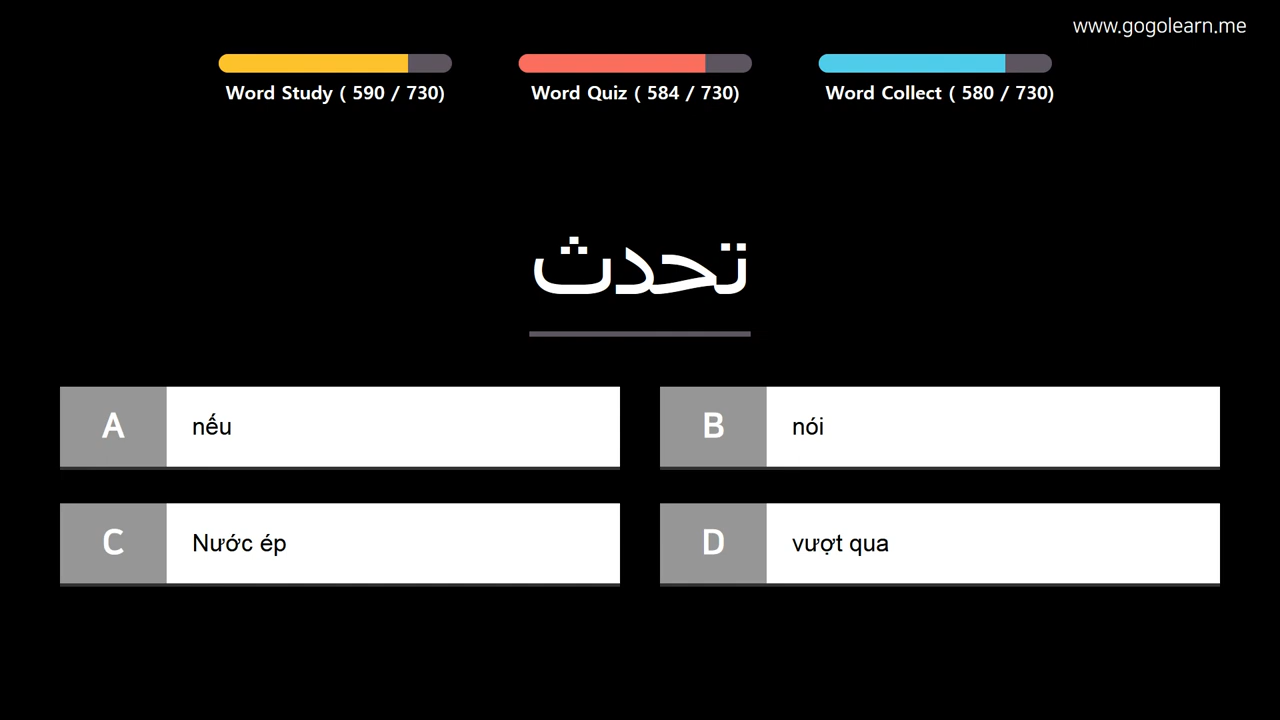 www.gogolearn.me
Word Study ( 590 / 730)
Word Quiz ( 584 / 730)
Word Collect ( 580 / 730)
تحدث
A nếu
B nói
C Nước ép
D vượt qua